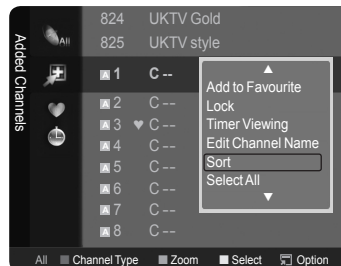 Added Channels
All
824 UKTV Gold
825 UKTV style
A 1 C --
A 2 C --
A 3 ♥ C --
A 4 C --
A 5 C --
A 6 C --
A 7 C --
A 8 C --
▲
Add to Favourite
Lock
Timer Viewing
Edit Channel Name
Sort
Select All
▼
All Channel Type Zoom Select Option